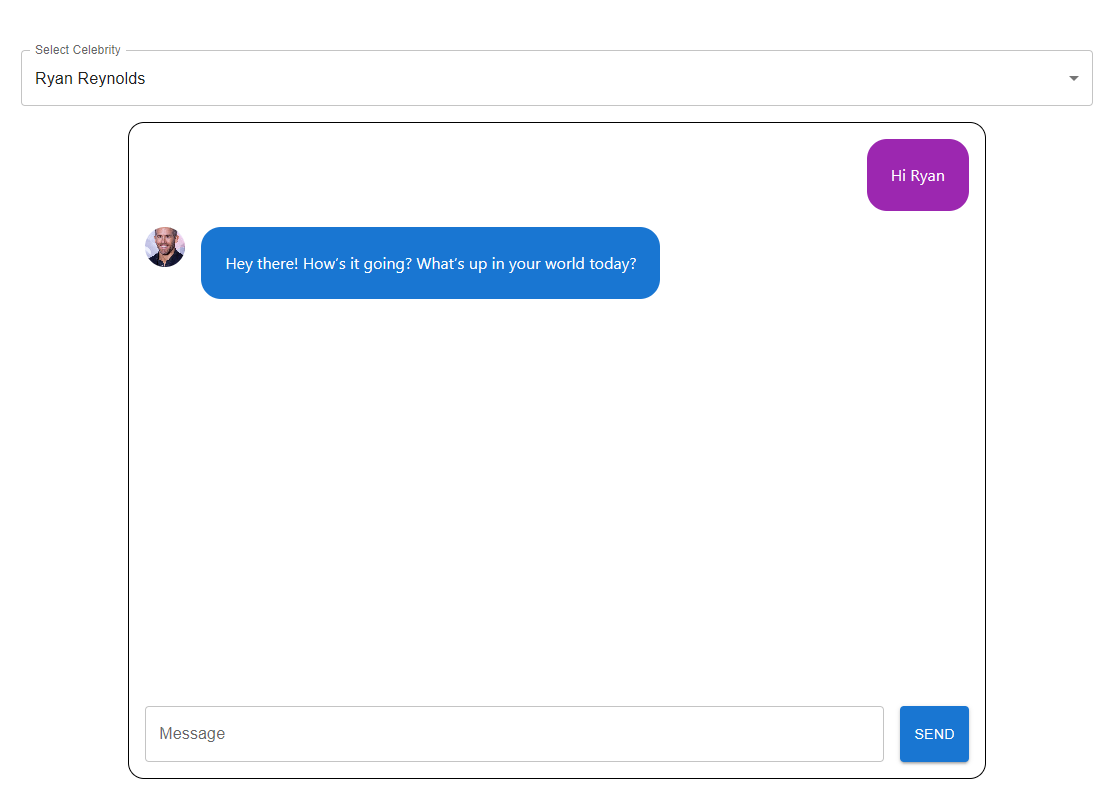 Select Celebrity
Ryan Reynolds
Hi Ryan
Hey there! How's it going? What's up in your world today?
Message
SEND